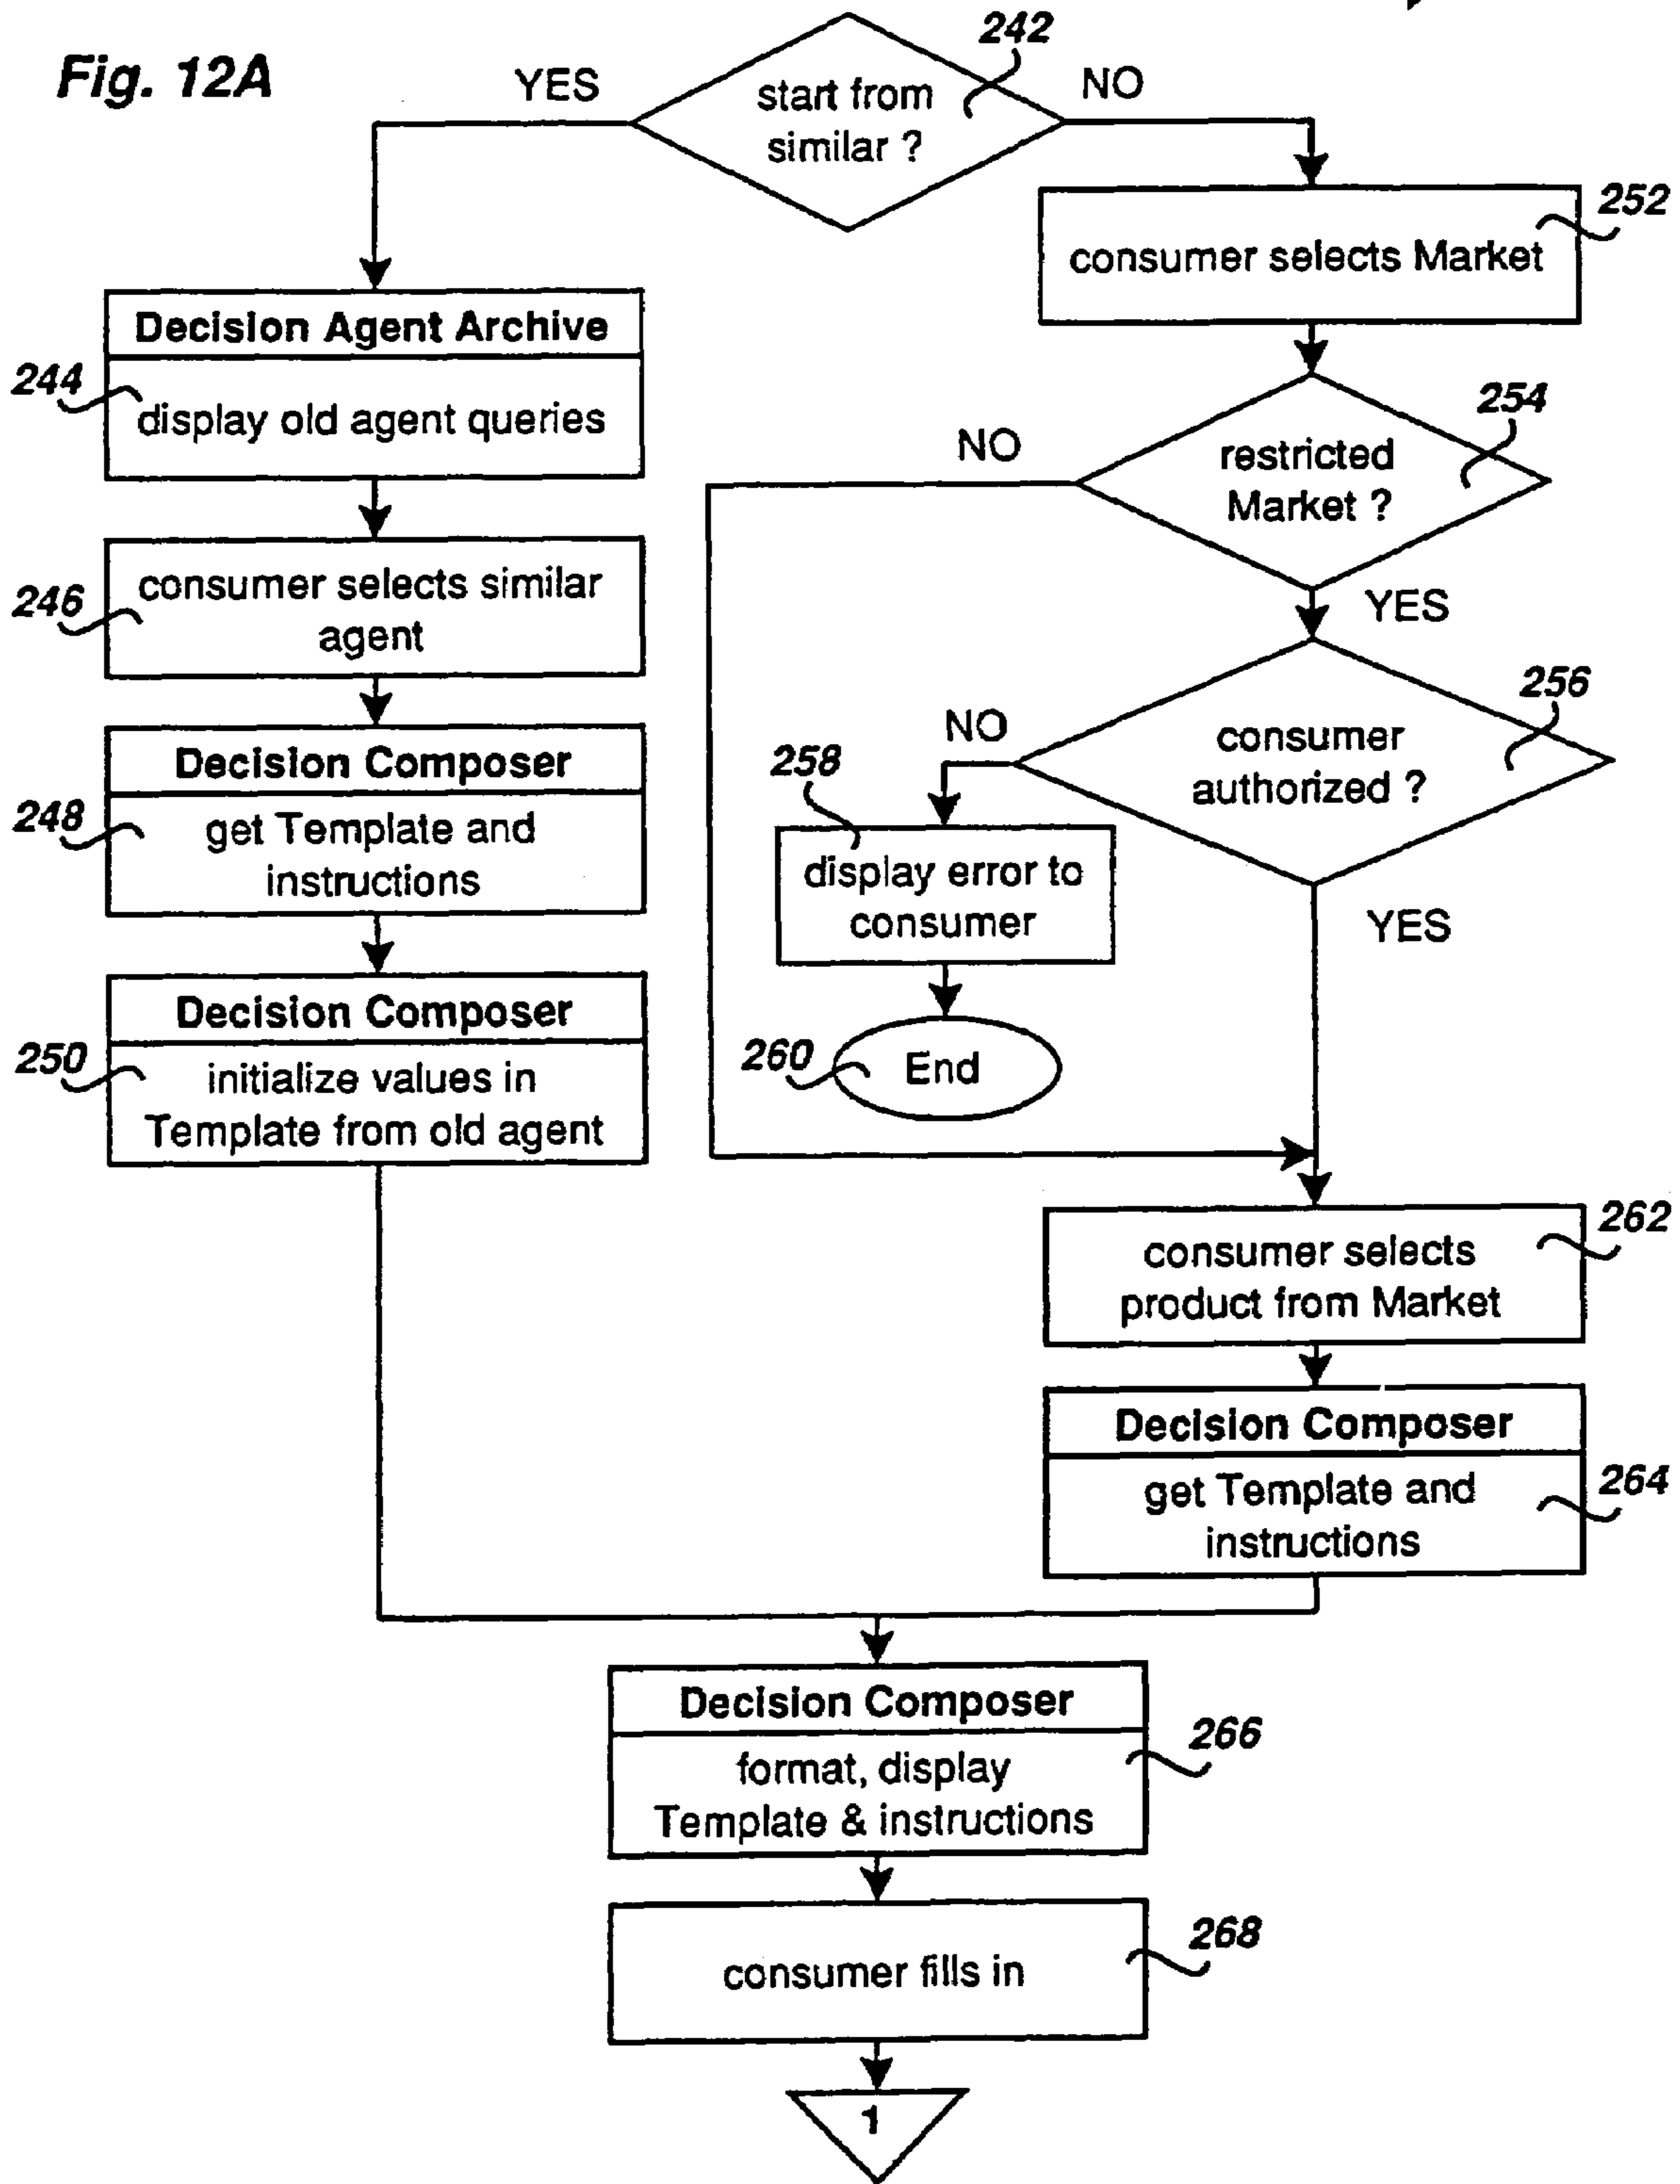 Fig. 12A
242
YES
NO
start from
similar ?
252
consumer selects Market
Decision Agent Archive
244
display old agent queries
254
NO
restricted
Market ?
YES
246
consumer selects similar
agent
256
NO
consumer
authorized ?
YES
258
display error to
consumer
Decision Composer
248
get Template and
instructions
Decision Composer
250
initialize values in
Template from old agent
260
End
262
consumer selects
product from Market
Decision Composer
264
get Template and
instructions
Decision Composer
266
format, display
Template & instructions
268
consumer fills in
1